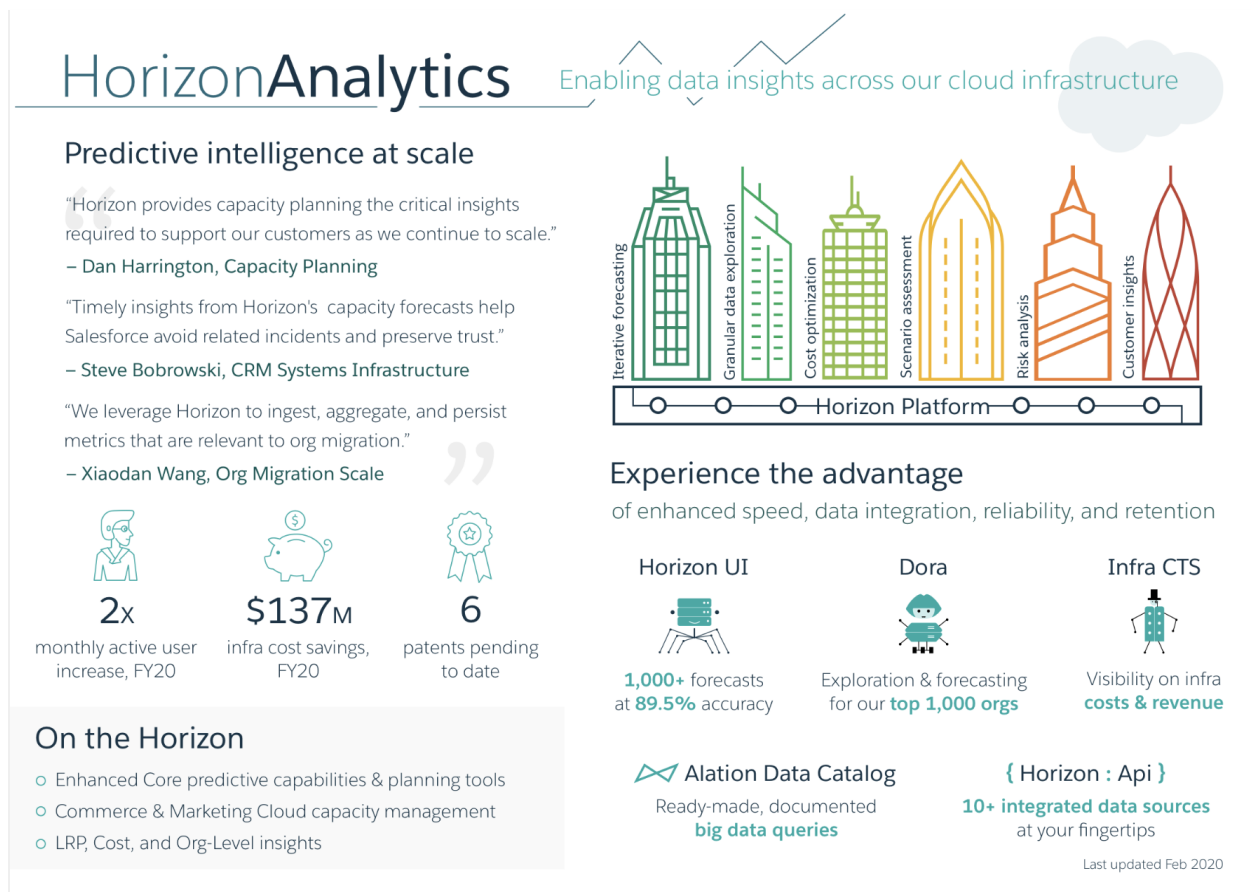 HorizonAnalytics
Enabling data insights across our cloud infrastructure
Predictive intelligence at scale
“Horizon provides capacity planning the critical insights
required to support our customers as we continue to scale.”
– Dan Harrington, Capacity Planning
“Timely insights from Horizon's  capacity forecasts help
Salesforce avoid related incidents and preserve trust.”
– Steve Bobrowski, CRM Systems Infrastructure
“We leverage Horizon to ingest, aggregate, and persist
metrics that are relevant to org migration.”
– Xiaodan Wang, Org Migration Scale
$
2X
monthly active user
increase, FY20
$137M
infra cost savings,
FY20
6
patents pending
to date
On the Horizon
Enhanced Core predictive capabilities & planning tools
Commerce & Marketing Cloud capacity management
LRP, Cost, and Org-Level insights
Iterative forecasting
Granular data exploration
Cost optimization
Scenario assessment
Risk analysis
Customer insights
Horizon Platform
Experience the advantage
of enhanced speed, data integration, reliability, and retention
Horizon UI
1,000+ forecasts
at 89.5% accuracy
Dora
Exploration & forecasting
for our top 1,000 orgs
Infra CTS
Visibility on infra
costs & revenue
Alation Data Catalog
Ready-made, documented
big data queries
{ Horizon : Api }
10+ integrated data sources
at your fingertips
Last updated Feb 2020